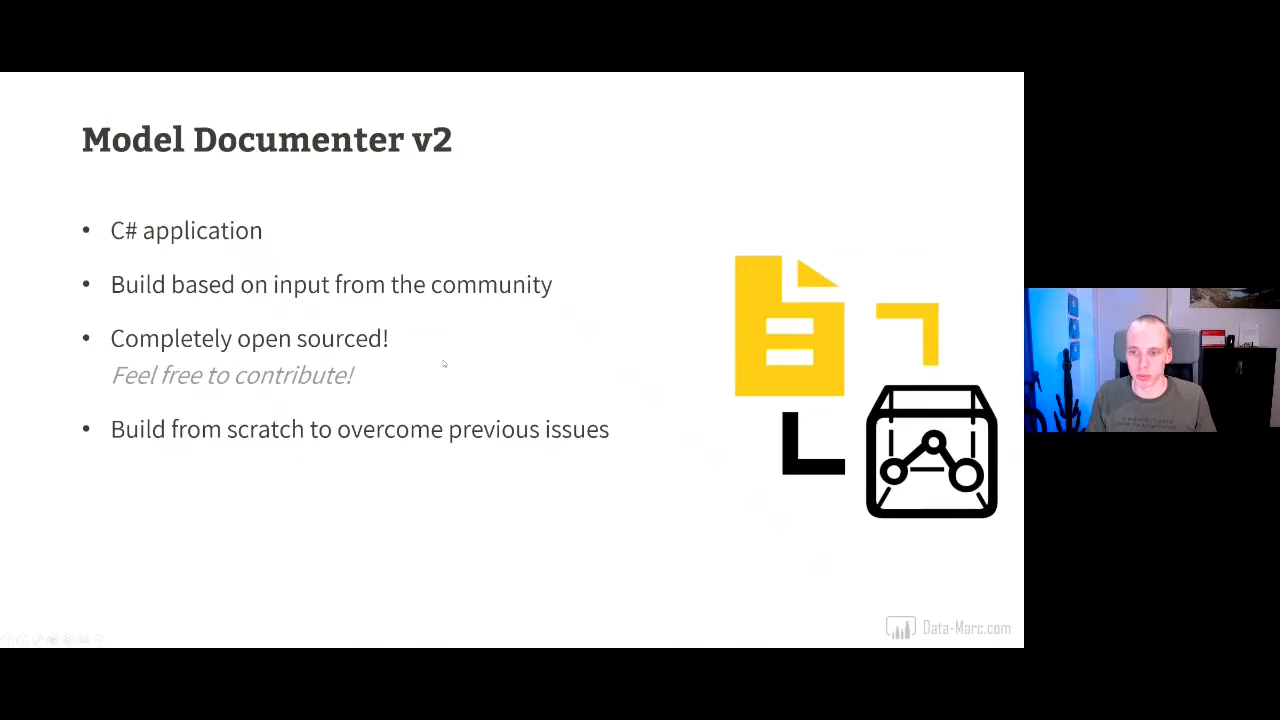 Model Documenter v2
• C# application
• Build based on input from the community
• Completely open sourced!
Feel free to contribute!
• Build from scratch to overcome previous issues
Data-Marc.com